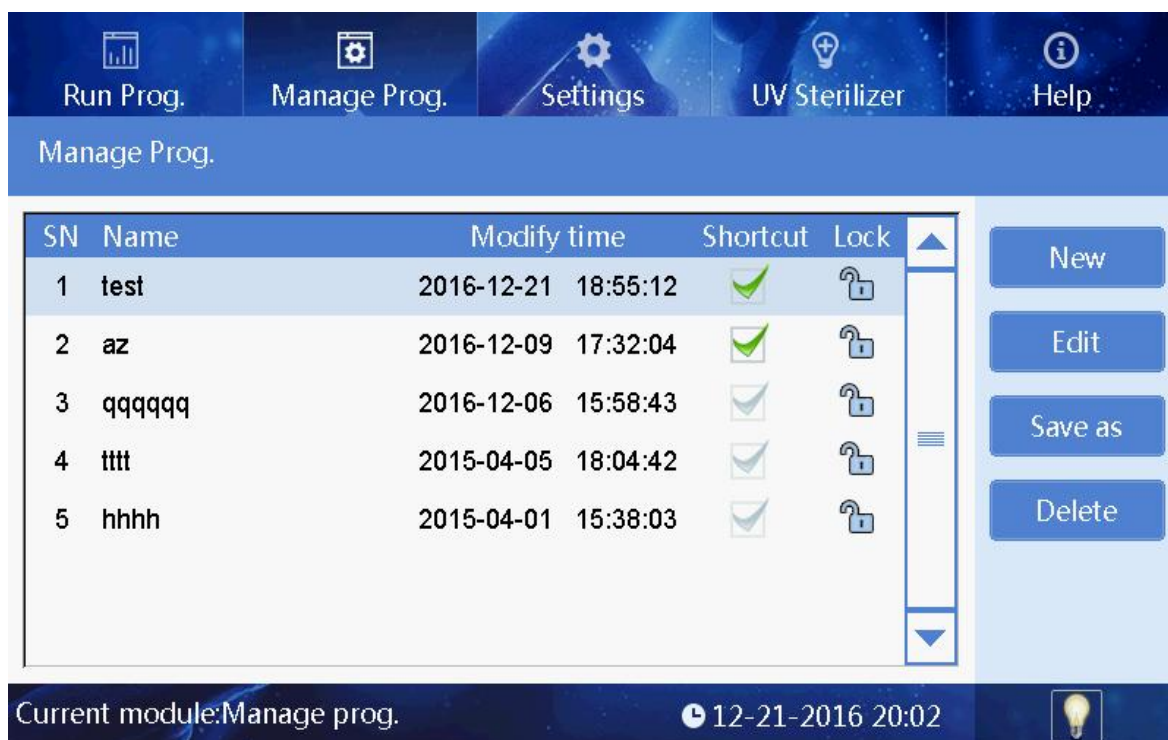 Run Prog. Manage Prog. Settings UV Sterilizer Help
Manage Prog.
SN Name Modify time Shortcut Lock
1 test 2016-12-21 18:55:12
2 az 2016-12-09 17:32:04
3 qqqqqq 2016-12-06 15:58:43
4 tttt 2015-04-05 18:04:42
5 hhhh 2015-04-01 15:38:03
New
Edit
Save as
Delete
Current module:Manage prog. 12-21-2016 20:02